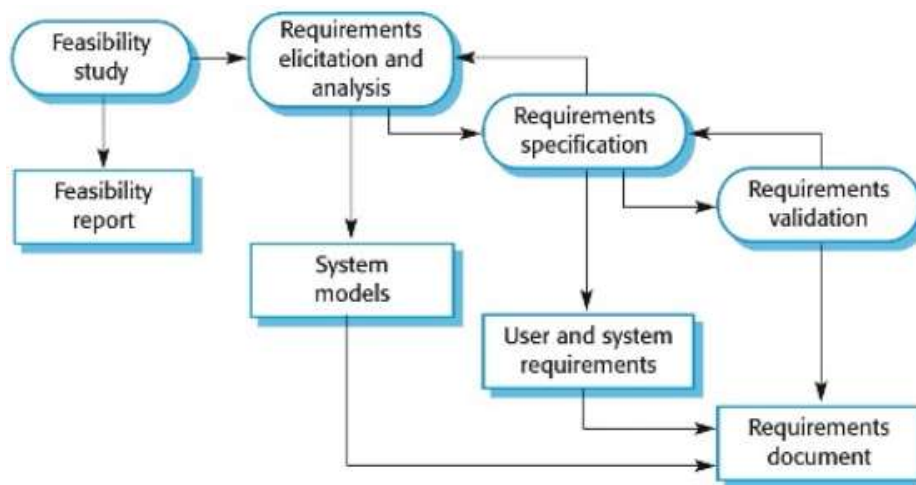 Feasibility
study
Requirements
elicitation and
analysis
Requirements
specification
Requirements
validation
Feasibility
report
System
models
User and system
requirements
Requirements
document